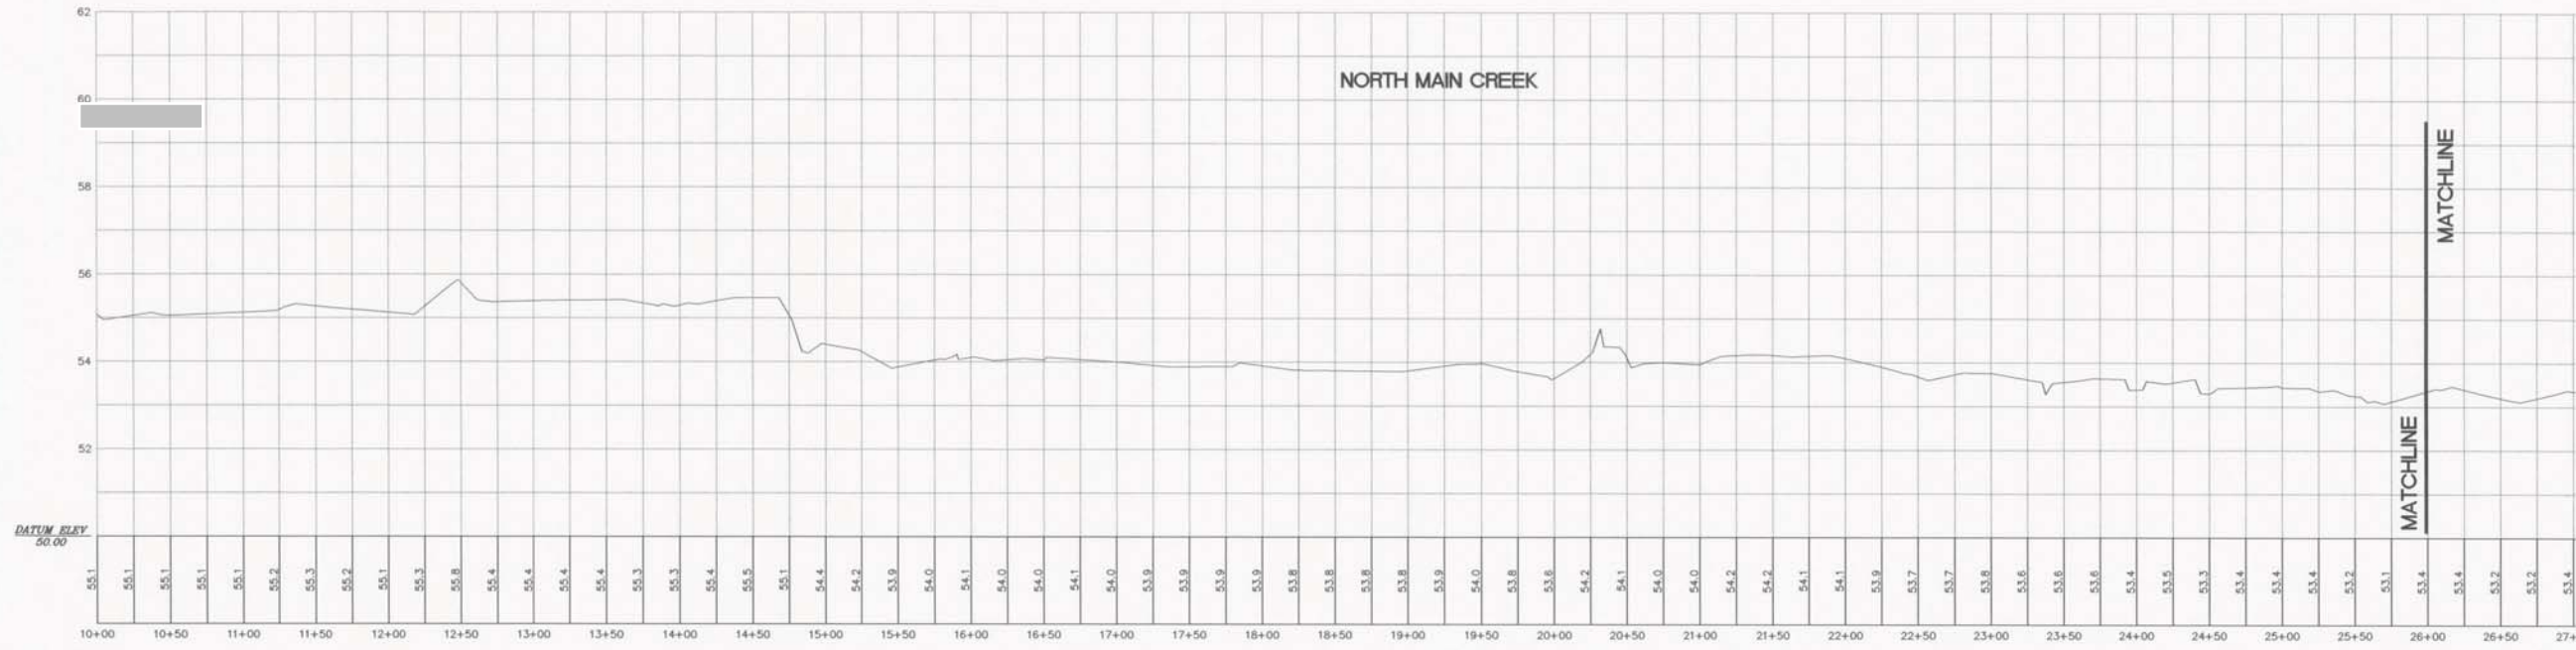 62
60
NORTH MAIN CREEK
58
56
54
52
MATCHLINE
MATCHLINE
DATUM ELEV
50.00
55.1 55.1 55.1 55.1 55.1 55.2 55.3 55.2 55.1 55.3 55.8 55.4 55.4 55.4 55.4 55.3 55.3 55.4 55.5 55.1 54.4 54.2 53.9 54.0 54.1 54.0 54.0 54.1 54.0 53.9 53.9 53.9 53.9 53.8 53.8 53.8 53.8 53.9 54.0 53.8 53.6 54.2 54.1 54.0 54.0 54.2 54.2 54.1 54.1 53.9 53.7 53.7 53.8 53.6 53.6 53.6 53.4 53.5 53.3 53.4 53.4 53.4 53.2 53.1 53.4 53.4 53.2 53.2 53.4
10+00 10+50 11+00 11+50 12+00 12+50 13+00 13+50 14+00 14+50 15+00 15+50 16+00 16+50 17+00 17+50 18+00 18+50 19+00 19+50 20+00 20+50 21+00 21+50 22+00 22+50 23+00 23+50 24+00 24+50 25+00 25+50 26+00 26+50 27+